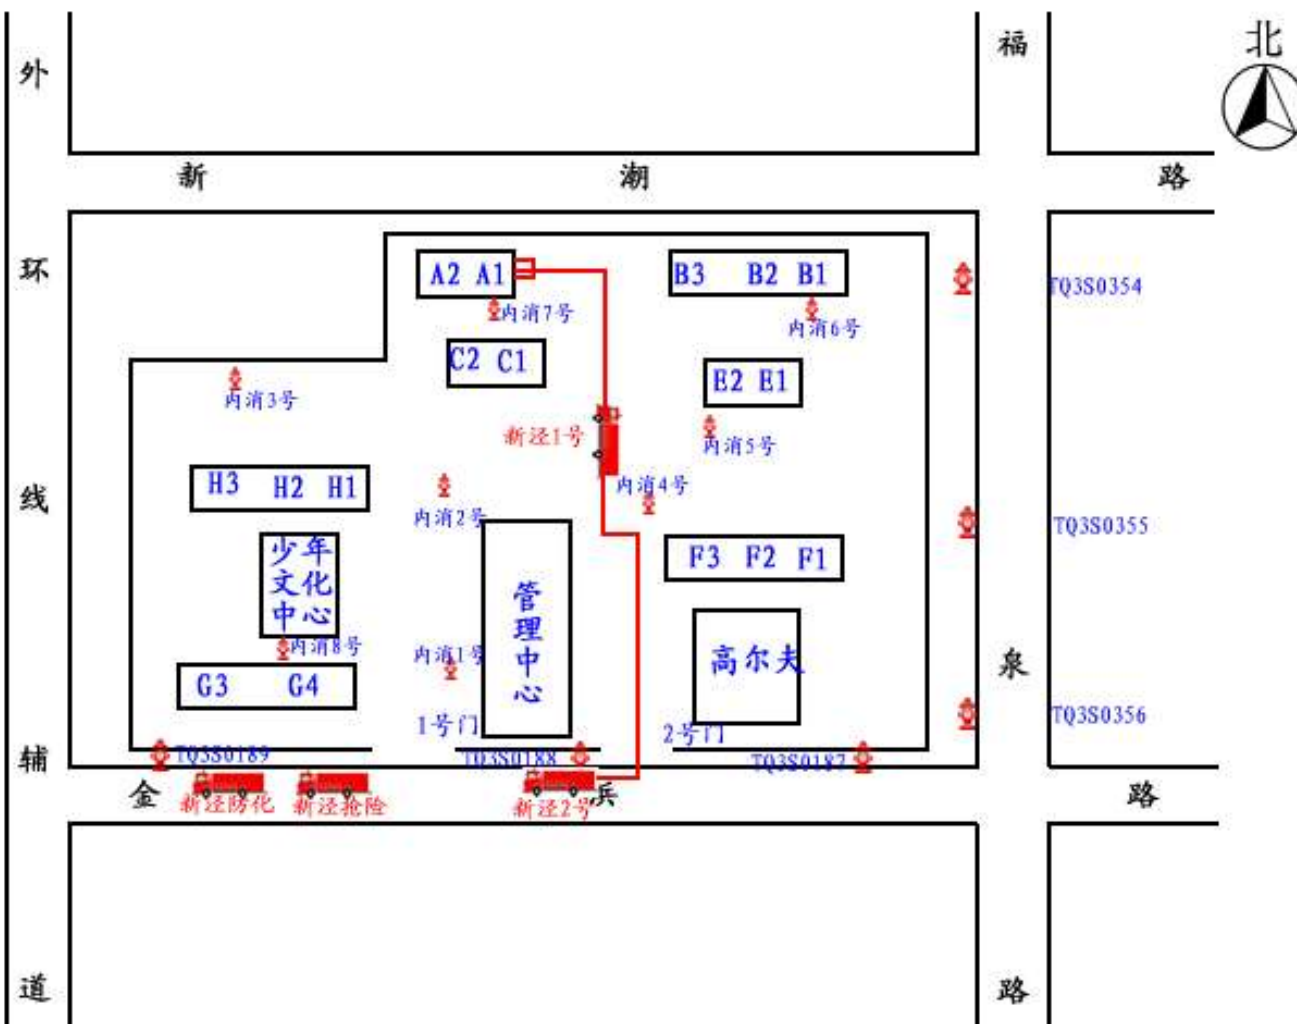 外环线辅道
福泉路
北
新潮路
A2 A1
B3 B2 B1
TQ3S0354
内消7号
内消6号
C2 C1
E2 E1
内消3号
新泾1号
内消5号
H3 H2 H1
内消4号
内消2号
TQ3S0355
少年
文化
中心
F3 F2 F1
管理中心
内消8号
内消1号
高尔夫
G3 G4
TQ3S0356
1号门
2号门
TQ3S0189
TQ3S0188
TQ3S0187
金浜路
新泾防化
新泾抢险
新泾2号